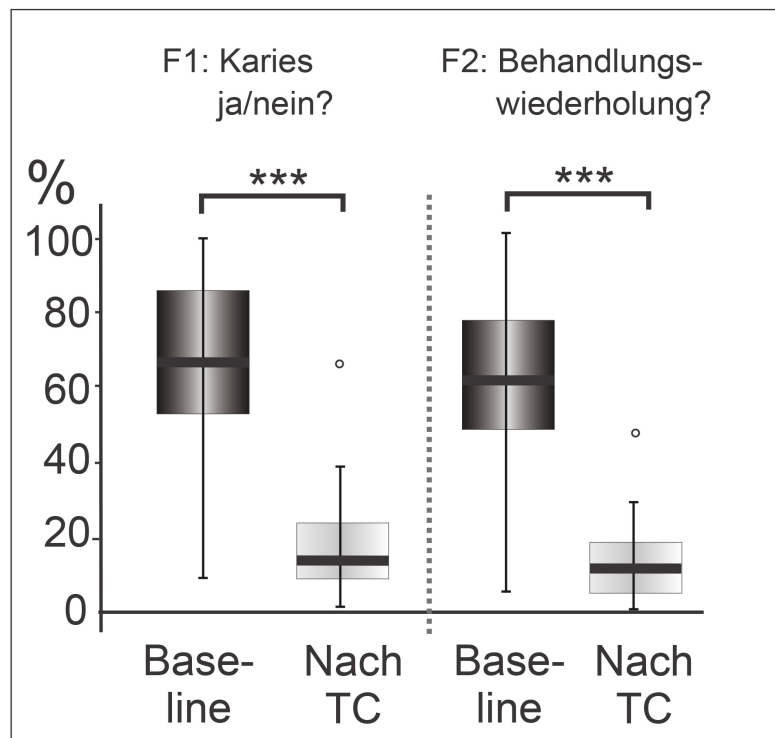 F1: Karies
ja/nein?
F2: Behandlungs-
wiederholung?
%
***
***
100
80
60
40
20
0
Base-
line
Nach
TC
Base-
line
Nach
TC